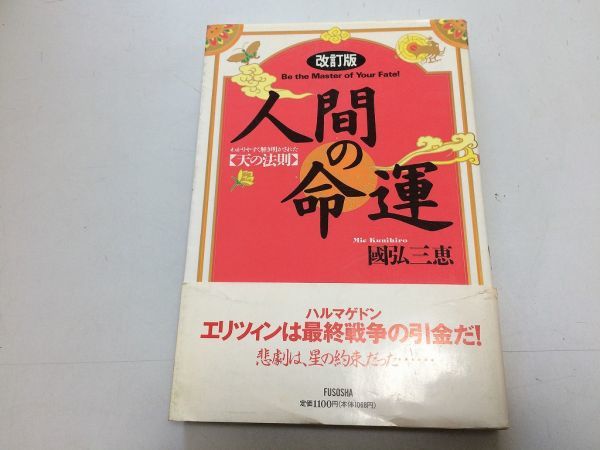 改訂版
Be the Master of Your Fate!
人間の命運
わかりやすく解き明かされた
【天の法則】
Mie Kunihiro
國弘三恵
ハルマゲドン
エリツィンは最終戦争の引金だ!
悲劇は、星の約束だった……
FUSOSHA
定価1100円(本体1068円)